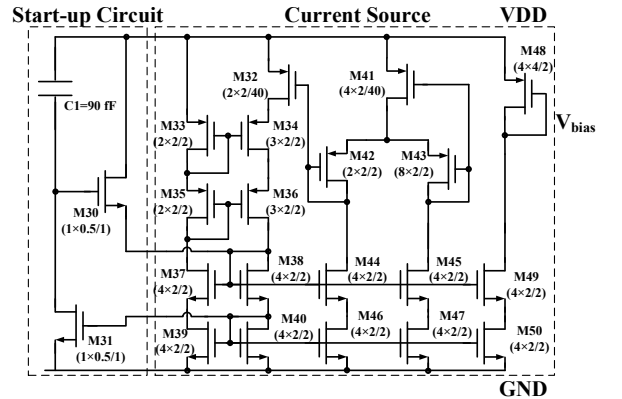 Start-up Circuit
Current Source
VDD
C1=90 fF
M30
(1×0.5/1)
M31
(1×0.5/1)
M32
(2×2/40)
M33
(2×2/2)
M34
(3×2/2)
M35
(2×2/2)
M36
(3×2/2)
M37
(4×2/2)
M38
(4×2/2)
M39
(4×2/2)
M40
(4×2/2)
M41
(4×2/40)
M42
(2×2/2)
M43
(8×2/2)
M44
(4×2/2)
M45
(4×2/2)
M46
(4×2/2)
M47
(4×2/2)
M48
(4×4/2)
Vbias
M49
(4×2/2)
M50
(4×2/2)
GND